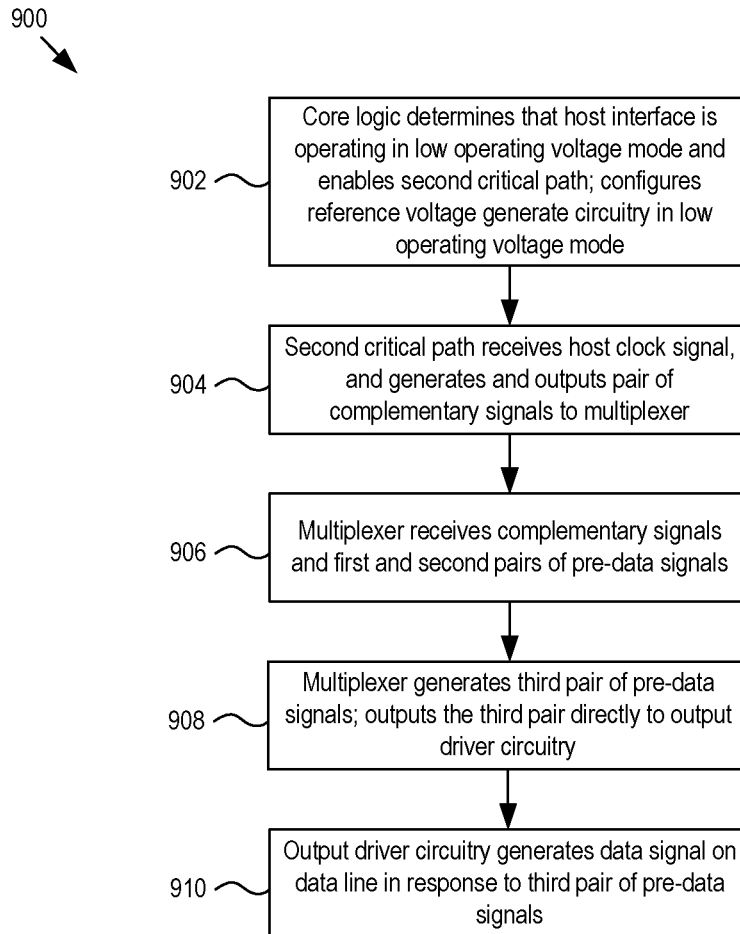 900
Core logic determines that host interface is
operating in low operating voltage mode and
enables second critical path; configures
reference voltage generate circuitry in low
operating voltage mode
902
Second critical path receives host clock signal,
and generates and outputs pair of
complementary signals to multiplexer
904
Multiplexer receives complementary signals
and first and second pairs of pre-data signals
906
Multiplexer generates third pair of pre-data
signals; outputs the third pair directly to output
driver circuitry
908
Output driver circuitry generates data signal on
data line in response to third pair of pre-data
signals
910